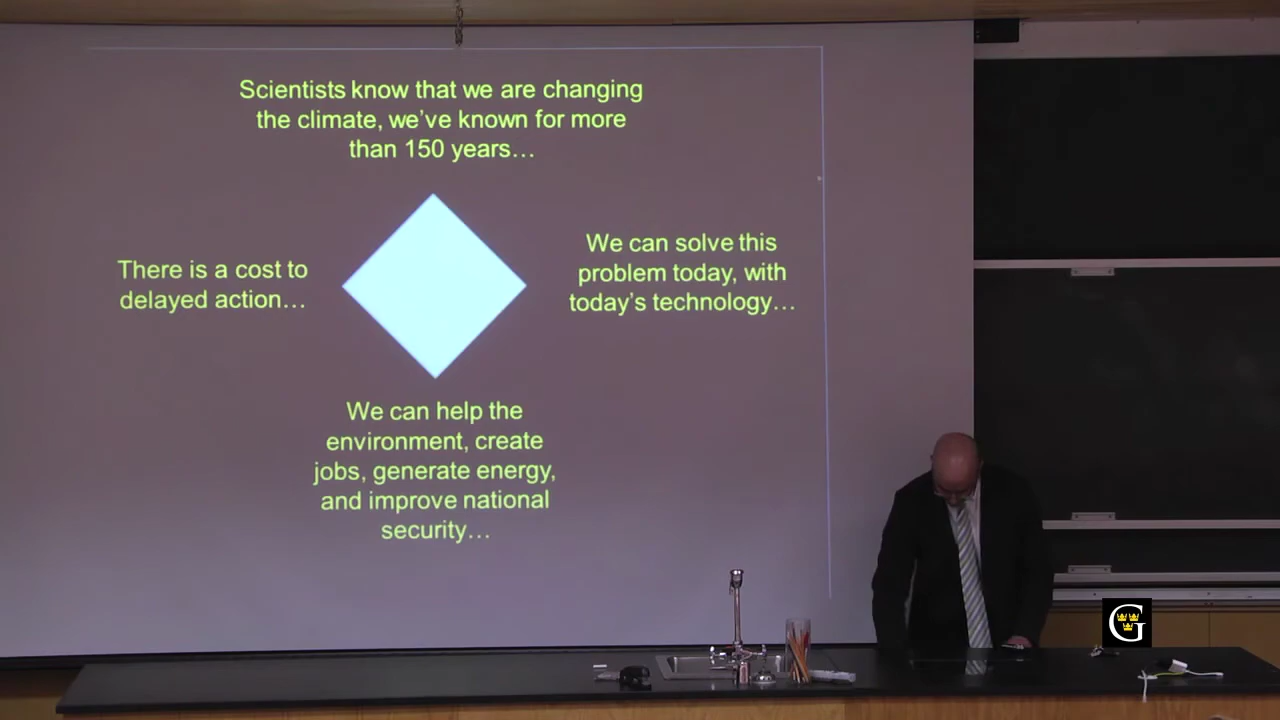 Scientists know that we are changing
the climate, we've known for more
than 150 years...
There is a cost to
delayed action...
We can solve this
problem today, with
today's technology...
We can help the
environment, create
jobs, generate energy,
and improve national
security...
G